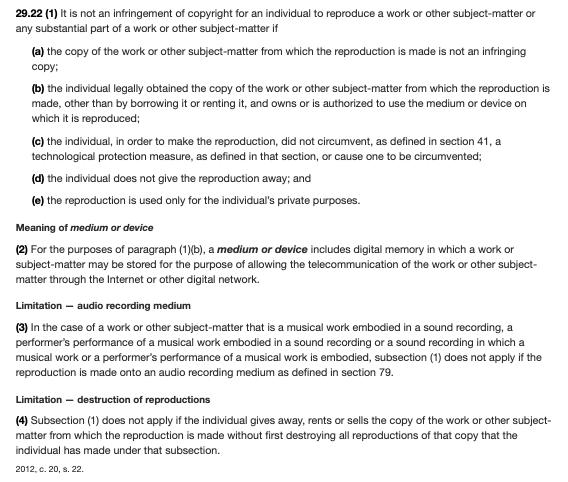 29.22 (1) It is not an infringement of copyright for an individual to reproduce a work or other subject-matter or
any substantial part of a work or other subject-matter if
(a) the copy of the work or other subject-matter from which the reproduction is made is not an infringing
copy;
(b) the individual legally obtained the copy of the work or other subject-matter from which the reproduction is
made, other than by borrowing it or renting it, and owns or is authorized to use the medium or device on
which it is reproduced;
(c) the individual, in order to make the reproduction, did not circumvent, as defined in section 41, a
technological protection measure, as defined in that section, or cause one to be circumvented;
(d) the individual does not give the reproduction away; and
(e) the reproduction is used only for the individual's private purposes.
Meaning of medium or device
(2) For the purposes of paragraph (1)(b), a medium or device includes digital memory in which a work or
subject-matter may be stored for the purpose of allowing the telecommunication of the work or other subject-
matter through the Internet or other digital network.
Limitation — audio recording medium
(3) In the case of a work or other subject-matter that is a musical work embodied in a sound recording, a
performer's performance of a musical work embodied in a sound recording or a sound recording in which a
musical work or a performer's performance of a musical work is embodied, subsection (1) does not apply if the
reproduction is made onto an audio recording medium as defined in section 79.
Limitation — destruction of reproductions
(4) Subsection (1) does not apply if the individual gives away, rents or sells the copy of the work or other subject-
matter from which the reproduction is made without first destroying all reproductions of that copy that the
individual has made under that subsection.
2012, c. 20, s. 22.